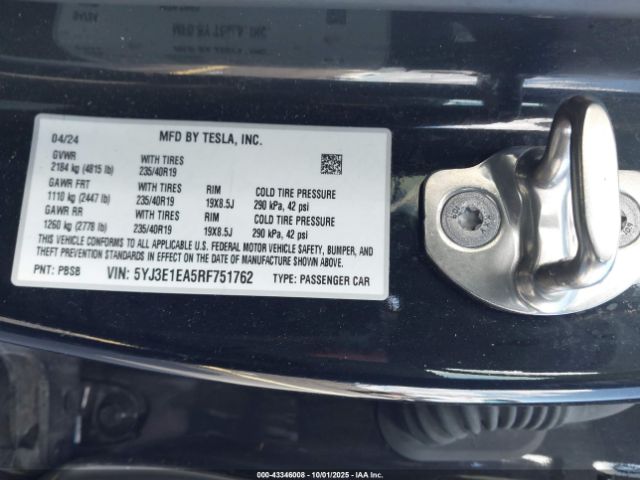 04/24 MFD BY TESLA, INC.
GVWR WITH TIRES
2184 kg (4815 lb) 235/40R19
GAWR FRT WITH TIRES RIM COLD TIRE PRESSURE
1110 kg (2447 lb) 235/40R19 19X8.5J 290 kPa, 42 psi
GAWR RR WITH TIRES RIM COLD TIRE PRESSURE
1260 kg (2778 lb) 235/40R19 19X8.5J 290 kPa, 42 psi
THIS VEHICLE CONFORMS TO ALL APPLICABLE U.S. FEDERAL MOTOR VEHICLE SAFETY, BUMPER, AND
THEFT PREVENTION STANDARDS IN EFFECT ON THE DATE OF MANUFACTURE SHOWN ABOVE.
PNT: PBSB VIN: 5YJ3E1EA5RF751762 TYPE: PASSENGER CAR
00-43346008 - 10/01/2025 - IAA Inc.